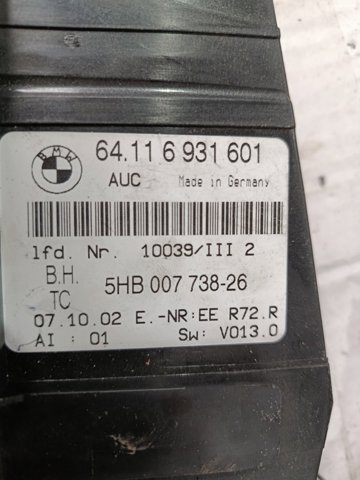 BMW
64.11 6 931 601
AUC Made in Germany
lfd. Nr. 10039/III 2
B.H. 5HB 007 738-26
TC
07.10.02 E.-NR:EE R72.R
AI : 01 Sw: V013.0